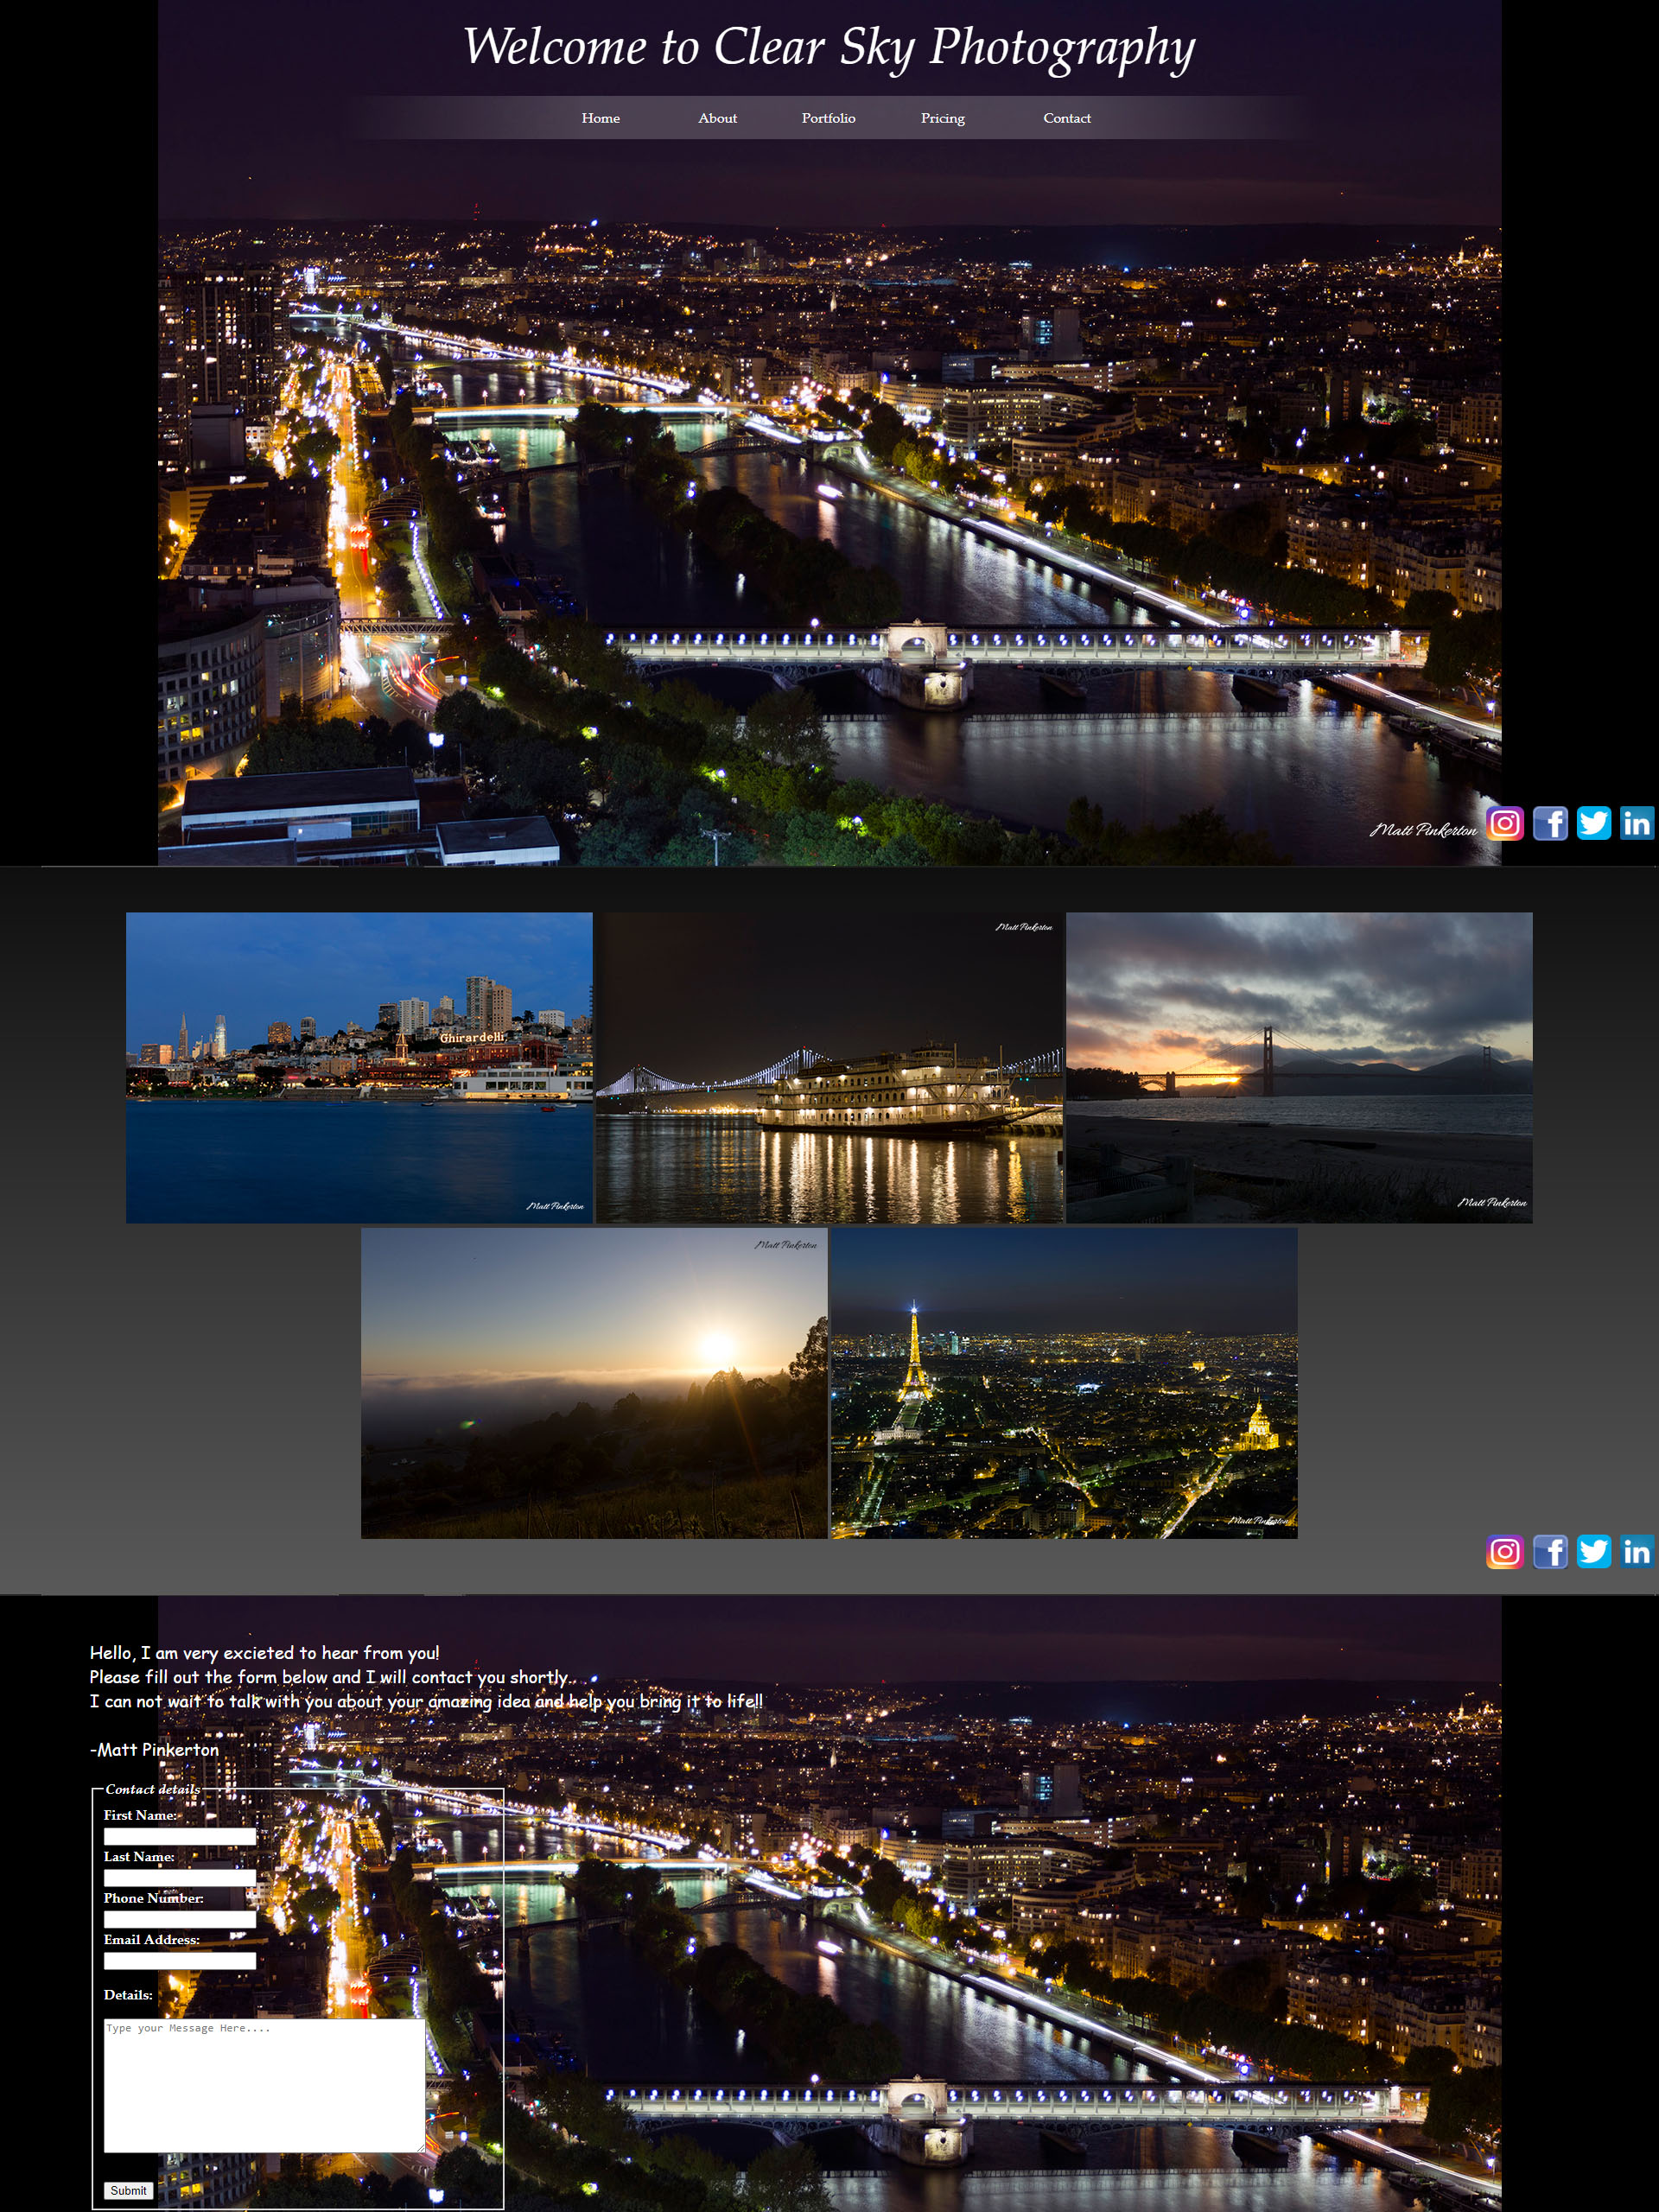 Welcome to Clear Sky Photography
Home About Portfolio Pricing Contact
Matt Pinkerton
Ghirardelli
Matt Pinkerton
Matt Pinkerton
Matt Pinkerton
Matt Pinkerton
Matt Pinkerton
Hello, I am very excieted to hear from you!
Please fill out the form below and I will contact you shortly.
I can not wait to talk with you about your amazing idea and help you bring it to life!!
-Matt Pinkerton
Contact details
First Name:
Last Name:
Phone Number:
Email Address:
Details:
Type your Message Here....
Submit